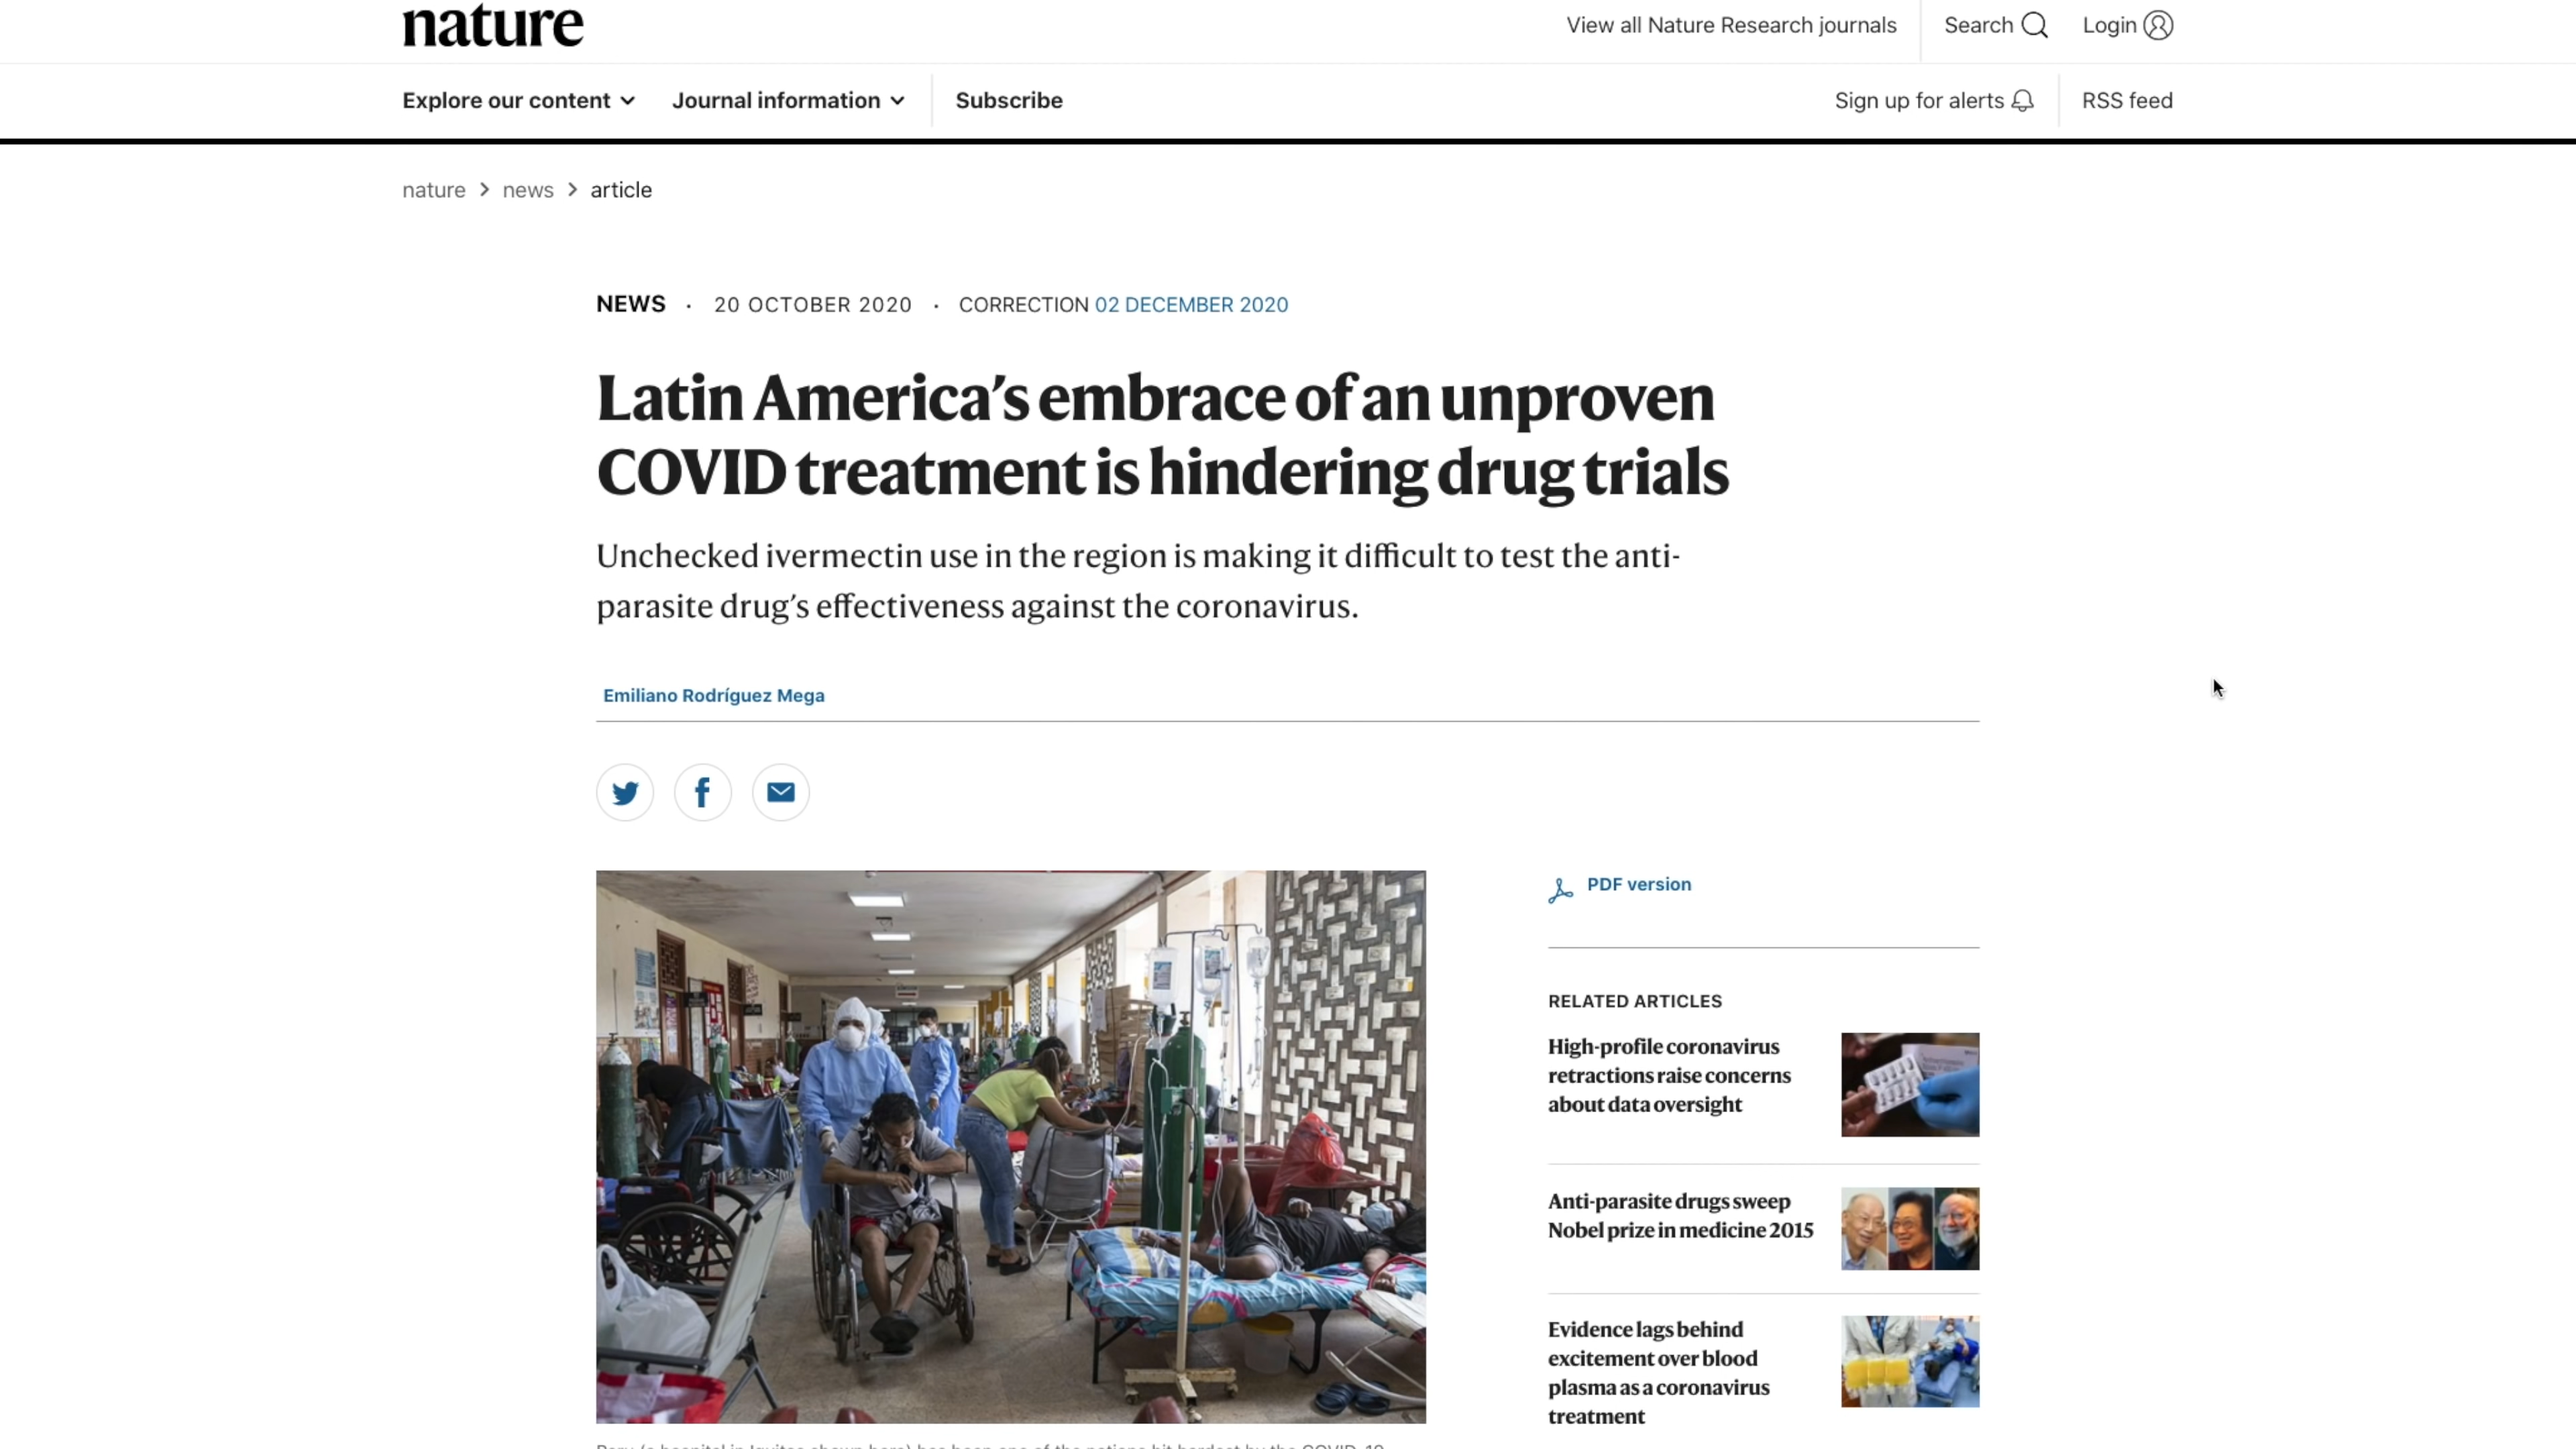 nature
View all Nature Research journals
Search
Login
Explore our content
Journal information
Subscribe
Sign up for alerts
RSS feed
nature > news > article
NEWS · 20 OCTOBER 2020 · CORRECTION 02 DECEMBER 2020
Latin America’s embrace of an unproven
COVID treatment is hindering drug trials
Unchecked ivermectin use in the region is making it difficult to test the anti-
parasite drug’s effectiveness against the coronavirus.
Emiliano Rodríguez Mega
PDF version
RELATED ARTICLES
High-profile coronavirus
retractions raise concerns
about data oversight
Anti-parasite drugs sweep
Nobel prize in medicine 2015
Evidence lags behind
excitement over blood
plasma as a coronavirus
treatment